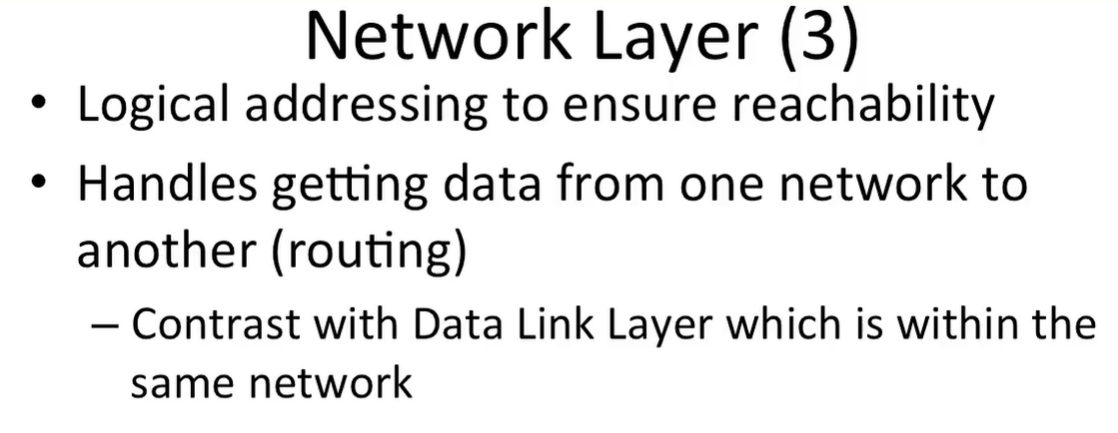 Network Layer (3)
• Logical addressing to ensure reachability
• Handles getting data from one network to
another (routing)
– Contrast with Data Link Layer which is within the
same network